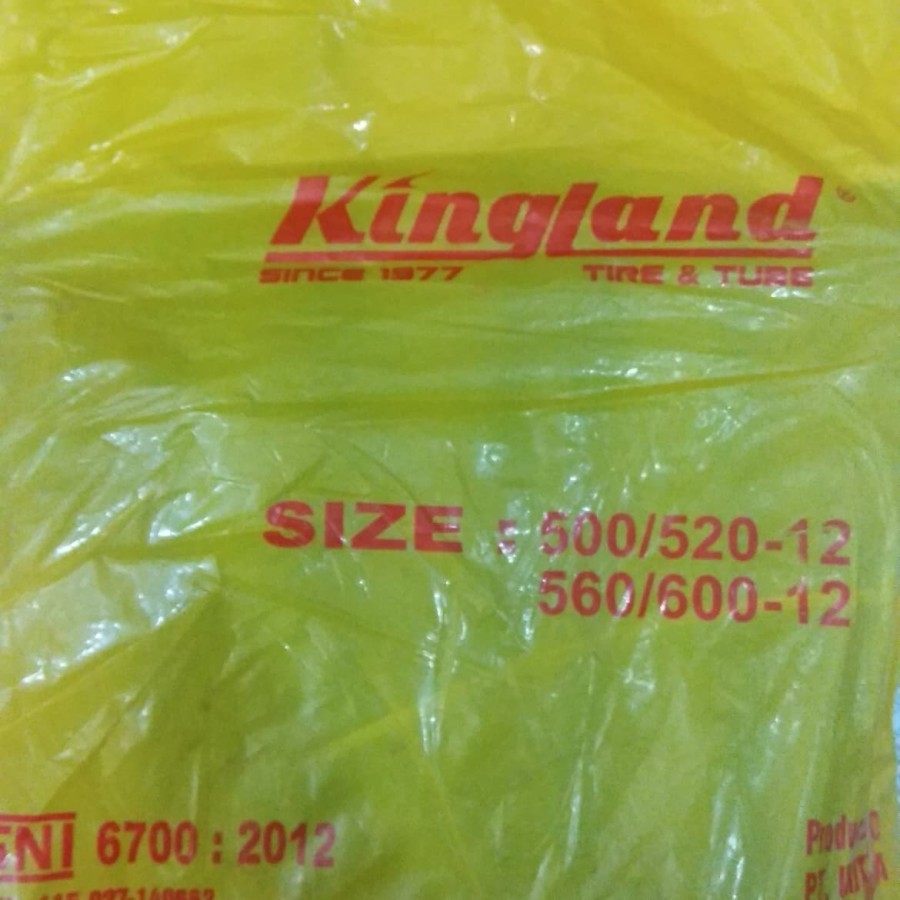 Kingland ®
SINCE 1977 TIRE & TUBE
SIZE : 500/520-12
560/600-12
SNI 6700 : 2012